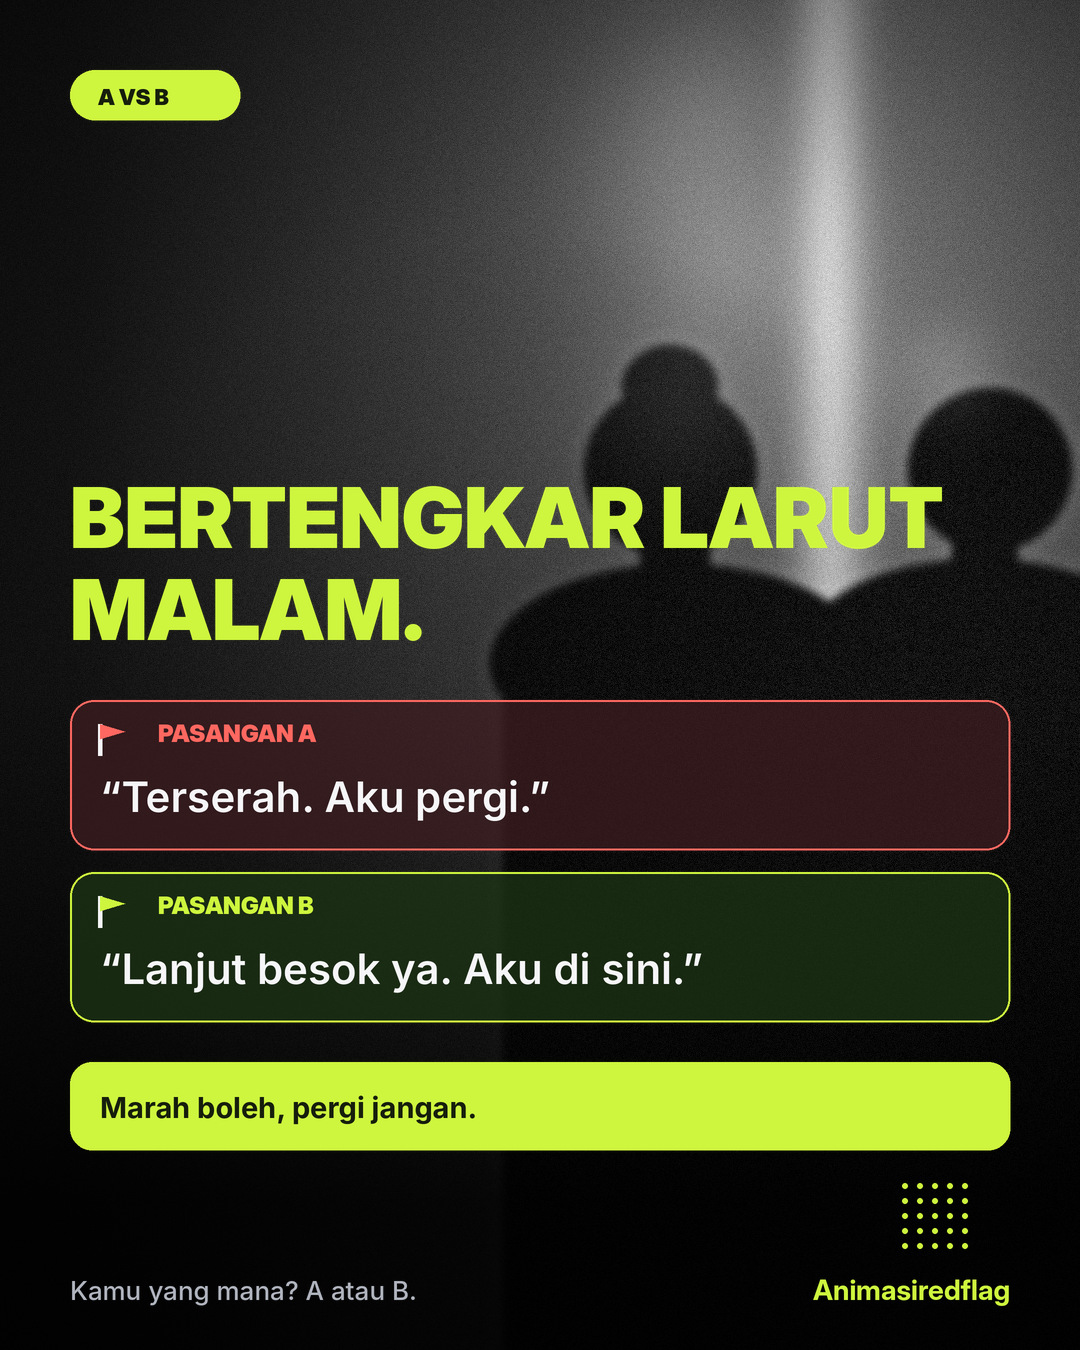 A VS B
BERTENGKAR LARUT
MALAM.
PASANGAN A
“Terserah. Aku pergi.”
PASANGAN B
“Lanjut besok ya. Aku di sini.”
Marah boleh, pergi jangan.
Kamu yang mana? A atau B.
Animasiredflag